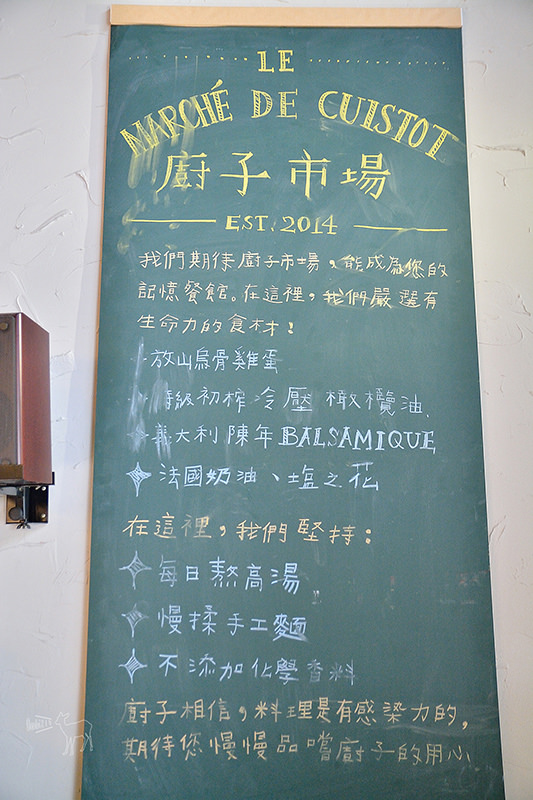 LE
MARCHÉ DE CUISTOT
廚子市場
EST. 2014
我們期待廚子市場，能成為您的
記憶餐館。在這裡，我們嚴選有
生命力的食材！
放山烏骨雞蛋
特級初榨冷壓橄欖油、
義大利陳年BALSAMIQUE
法國奶油、塩之花
在這裡，我們堅持：
每日熬高湯
慢揉手工麵
不添加化學香料
廚子相信，料理是有感染力的，
期待您慢慢品嚐廚子的用心